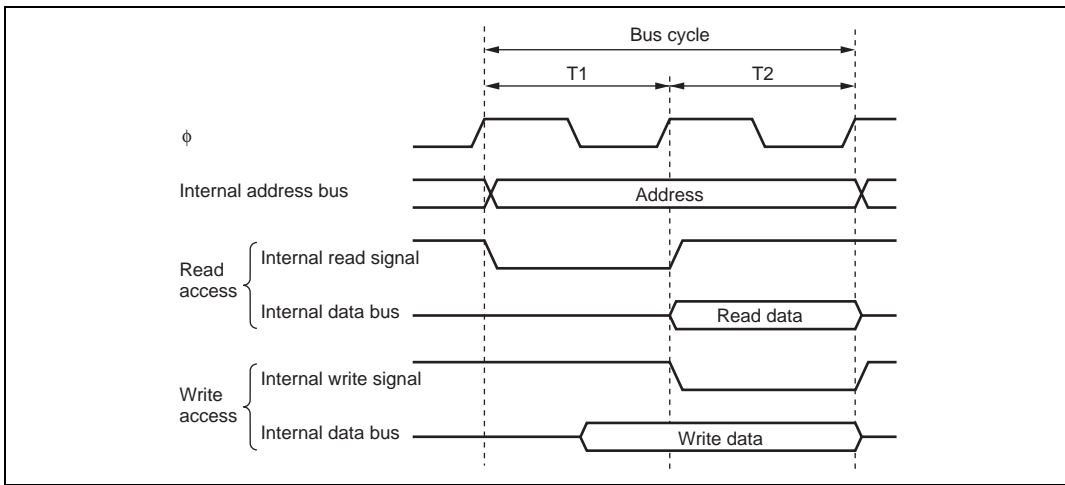 Bus cycle
T1
T2
ϕ
Internal address bus
Address
Read
access
Internal read signal
Internal data bus
Read data
Write
access
Internal write signal
Internal data bus
Write data